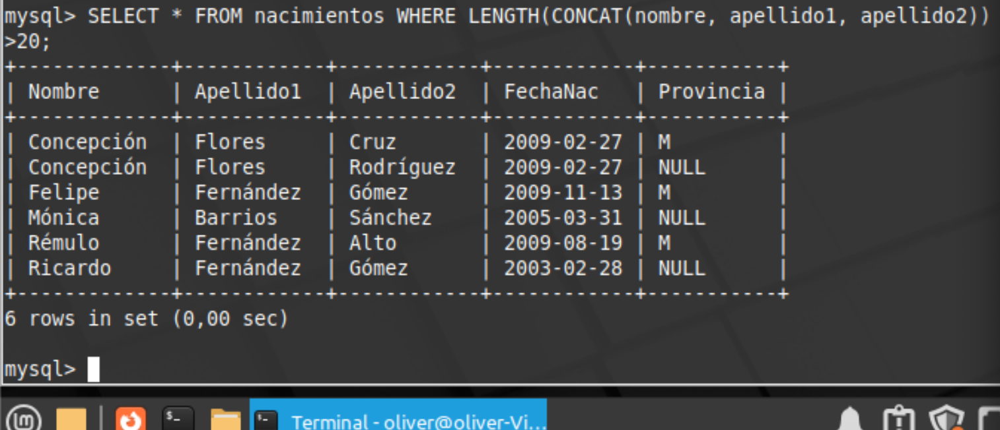 mysql> SELECT * FROM nacimientos WHERE LENGTH(CONCAT(nombre, apellido1, apellido2))
>20;
+-------------+------------+------------+------------+-----------+
| Nombre      | Apellido1  | Apellido2  | FechaNac   | Provincia |
+-------------+------------+------------+------------+-----------+
| Concepción  | Flores     | Cruz       | 2009-02-27 | M         |
| Concepción  | Flores     | Rodríguez  | 2009-02-27 | NULL      |
| Felipe      | Fernández  | Gómez      | 2009-11-13 | M         |
| Mónica      | Barrios    | Sánchez    | 2005-03-31 | NULL      |
| Rémulo      | Fernández  | Alto       | 2009-08-19 | M         |
| Ricardo     | Fernández  | Gómez      | 2003-02-28 | NULL      |
+-------------+------------+------------+------------+-----------+
6 rows in set (0,00 sec)
mysql>
Terminal - oliver@oliver-Vi...